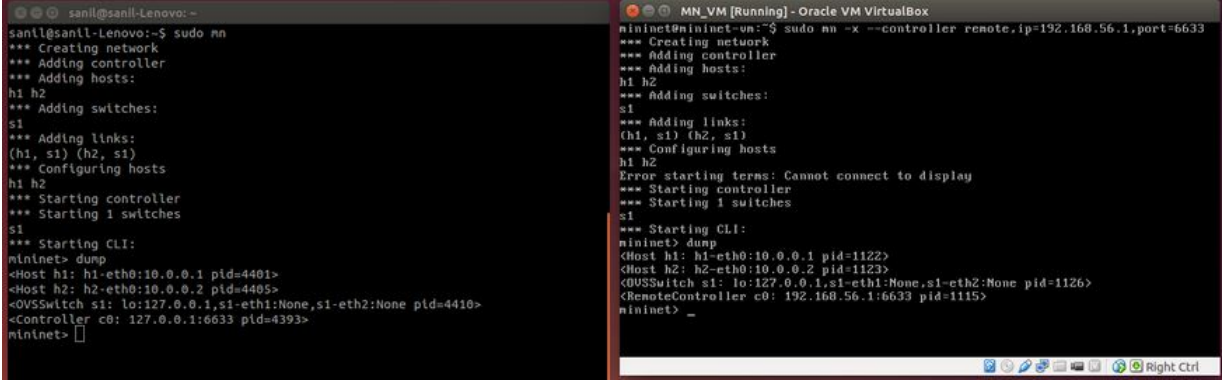 sanil@sanil-Lenovo: ~
sanil@sanil-Lenovo:~$ sudo mn
*** Creating network
*** Adding controller
*** Adding hosts:
h1 h2
*** Adding switches:
s1
*** Adding links:
(h1, s1) (h2, s1)
*** Configuring hosts
h1 h2
*** Starting controller
*** Starting 1 switches
s1
*** Starting CLI:
mininet> dump
<Host h1: h1-eth0:10.0.0.1 pid=4401>
<Host h2: h2-eth0:10.0.0.2 pid=4405>
<OVSSwitch s1: lo:127.0.0.1,s1-eth1:None,s1-eth2:None pid=4410>
<Controller c0: 127.0.0.1:6633 pid=4393>
mininet>
MN_VM [Running] - Oracle VM VirtualBox
mininet@mininet-vm:~$ sudo mn -x --controller remote,ip=192.168.56.1,port=6633
*** Creating network
*** Adding controller
*** Adding hosts:
h1 h2
*** Adding switches:
s1
*** Adding links:
(h1, s1) (h2, s1)
*** Configuring hosts
h1 h2
Error starting terms: Cannot connect to display
*** Starting controller
*** Starting 1 switches
s1
*** Starting CLI:
mininet> dump
<Host h1: h1-eth0:10.0.0.1 pid=1122>
<Host h2: h2-eth0:10.0.0.2 pid=1123>
<OVSSwitch s1: lo:127.0.0.1,s1-eth1:None,s1-eth2:None pid=1126>
<RemoteController c0: 192.168.56.1:6633 pid=1115>
mininet> _
Right Ctrl